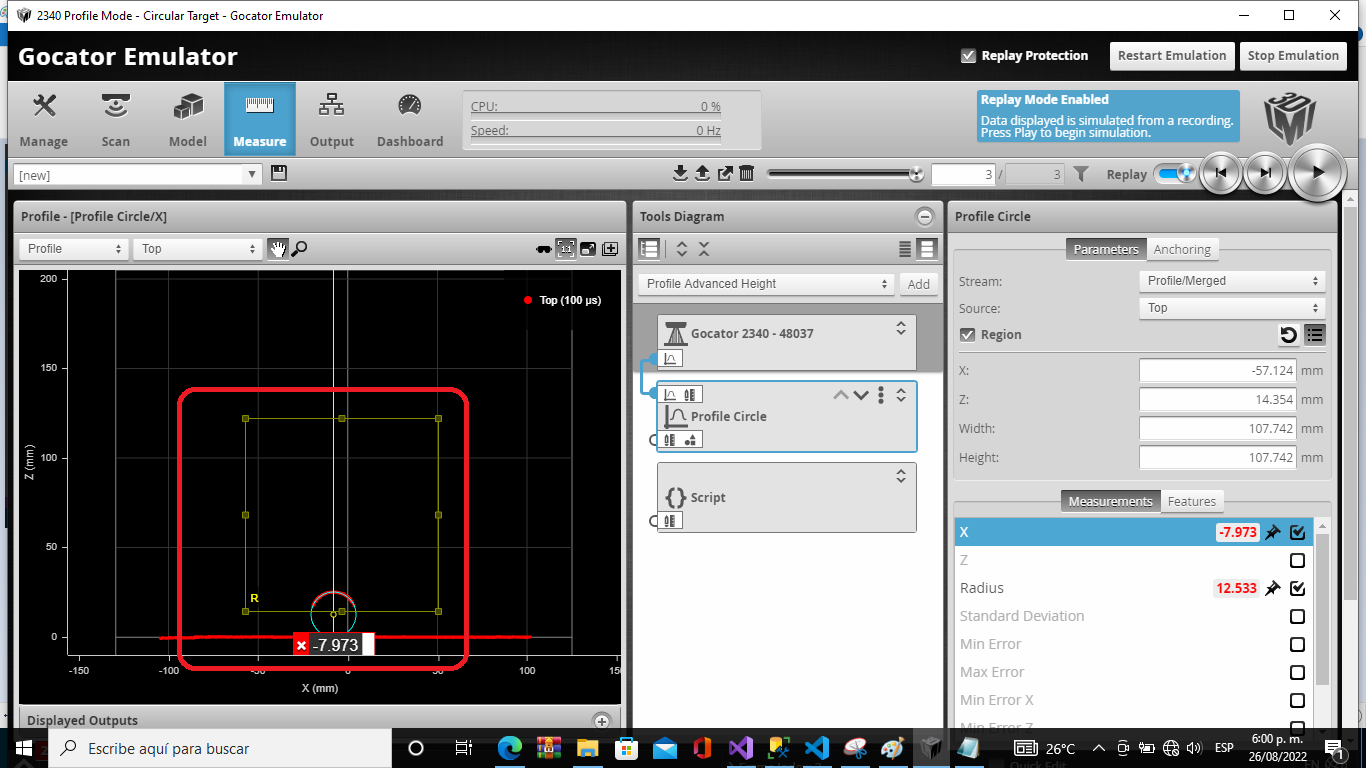 2340 Profile Mode - Circular Target - Gocator Emulator
Gocator Emulator
Replay Protection
Restart Emulation
Stop Emulation
Manage
Scan
Model
Measure
Output
Dashboard
CPU: 0 %
Speed: 0 Hz
Replay Mode Enabled
Data displayed is simulated from a recording.
Press Play to begin simulation.
[new]
3 / 3
Replay
Profile - [Profile Circle/X]
Profile
Top
200
150
100
50
0
Z (mm)
Top (100 µs)
R
-7.973
-150
-100
-50
0
50
100
150
X (mm)
Displayed Outputs
Tools Diagram
Profile Advanced Height
Add
Gocator 2340 - 48037
Profile Circle
Script
Profile Circle
Parameters
Anchoring
Stream: Profile/Merged
Source: Top
Region
X: -57.124 mm
Z: 14.354 mm
Width: 107.742 mm
Height: 107.742 mm
Measurements
Features
X -7.973
Z
Radius 12.533
Standard Deviation
Min Error
Max Error
Min Error X
Min Error Z
Escribe aquí para buscar
26°C
ESP
6:00 p. m.
26/08/2022
1